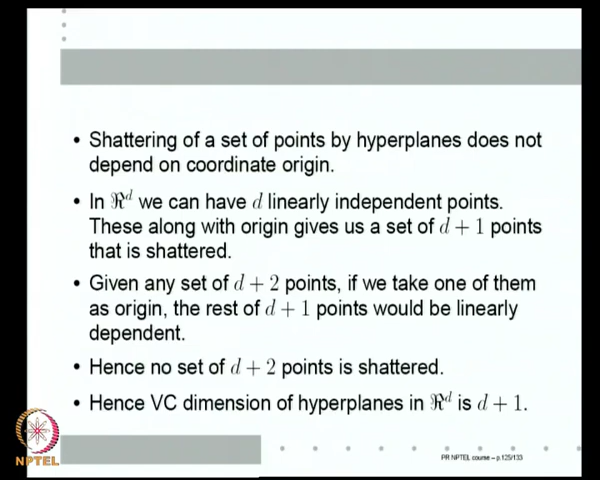 • Shattering of a set of points by hyperplanes does not
depend on coordinate origin.
• In ℜ^d we can have d linearly independent points.
These along with origin gives us a set of d + 1 points
that is shattered.
• Given any set of d + 2 points, if we take one of them
as origin, the rest of d + 1 points would be linearly
dependent.
• Hence no set of d + 2 points is shattered.
• Hence VC dimension of hyperplanes in ℜ^d is d + 1.
NPTEL
PR NPTEL course – p.125/133